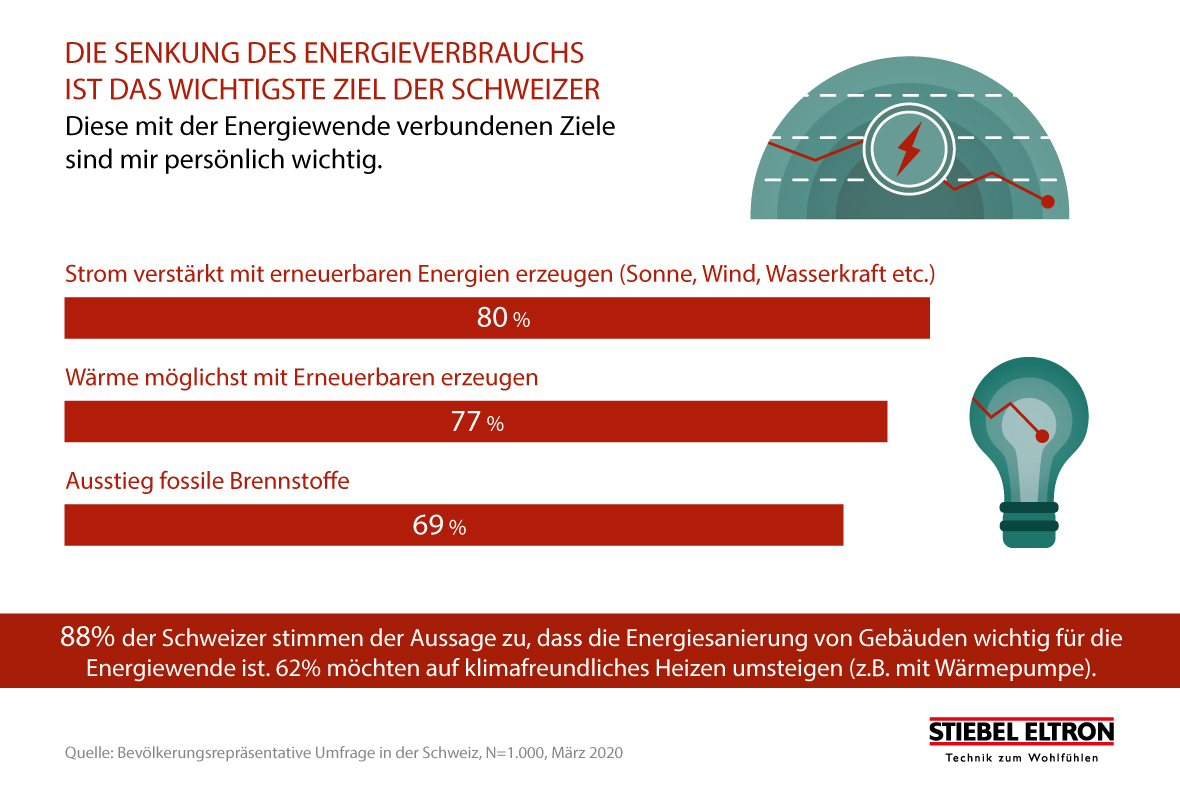 DIE SENKUNG DES ENERGIEVERBRAUCHS
IST DAS WICHTIGSTE ZIEL DER SCHWEIZER
Diese mit der Energiewende verbundenen Ziele
sind mir persönlich wichtig.
Strom verstärkt mit erneuerbaren Energien erzeugen (Sonne, Wind, Wasserkraft etc.)
80 %
Wärme möglichst mit Erneuerbaren erzeugen
77 %
Ausstieg fossile Brennstoffe
69 %
88% der Schweizer stimmen der Aussage zu, dass die Energiesanierung von Gebäuden wichtig für die
Energiewende ist. 62% möchten auf klimafreundliches Heizen umsteigen (z.B. mit Wärmepumpe).
Quelle: Bevölkerungsrepräsentative Umfrage in der Schweiz, N=1.000, März 2020
STIEBEL ELTRON
Technik zum Wohlfühlen